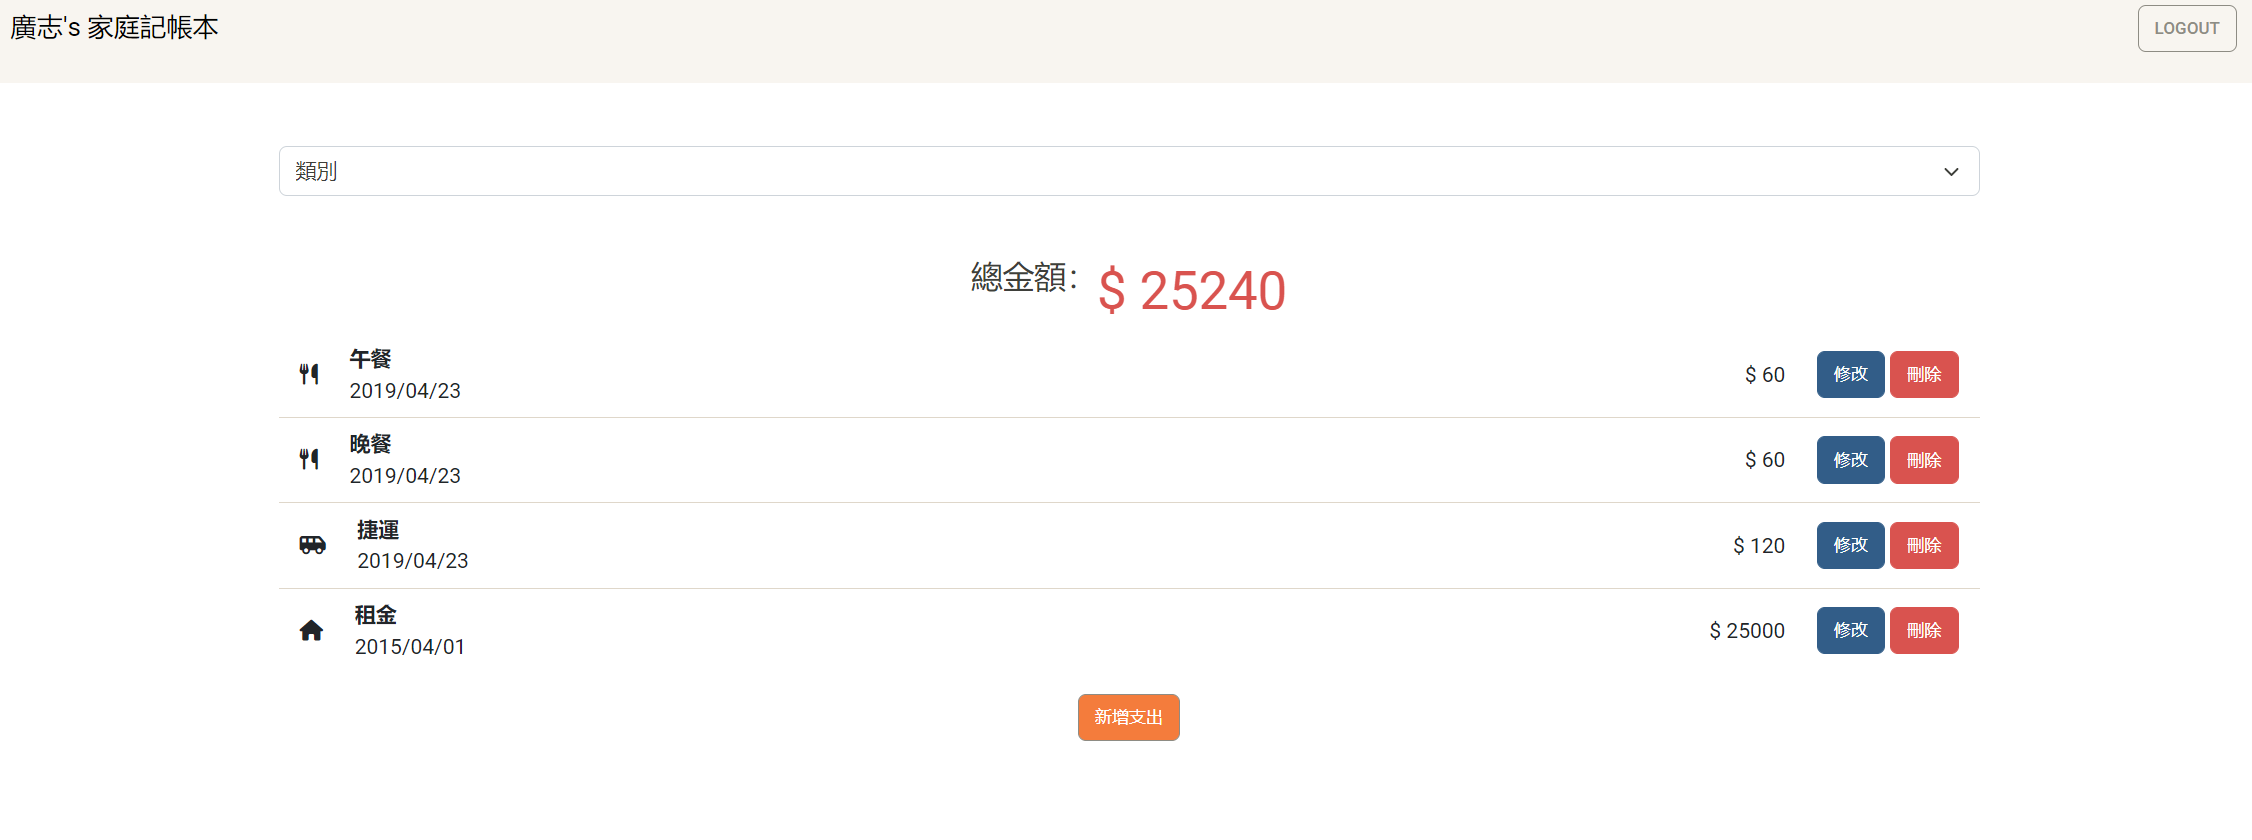 廣志's 家庭記帳本
LOGOUT
類別
總金額： $ 25240
午餐
2019/04/23
$ 60
修改
刪除
晚餐
2019/04/23
$ 60
修改
刪除
捷運
2019/04/23
$ 120
修改
刪除
租金
2015/04/01
$ 25000
修改
刪除
新增支出